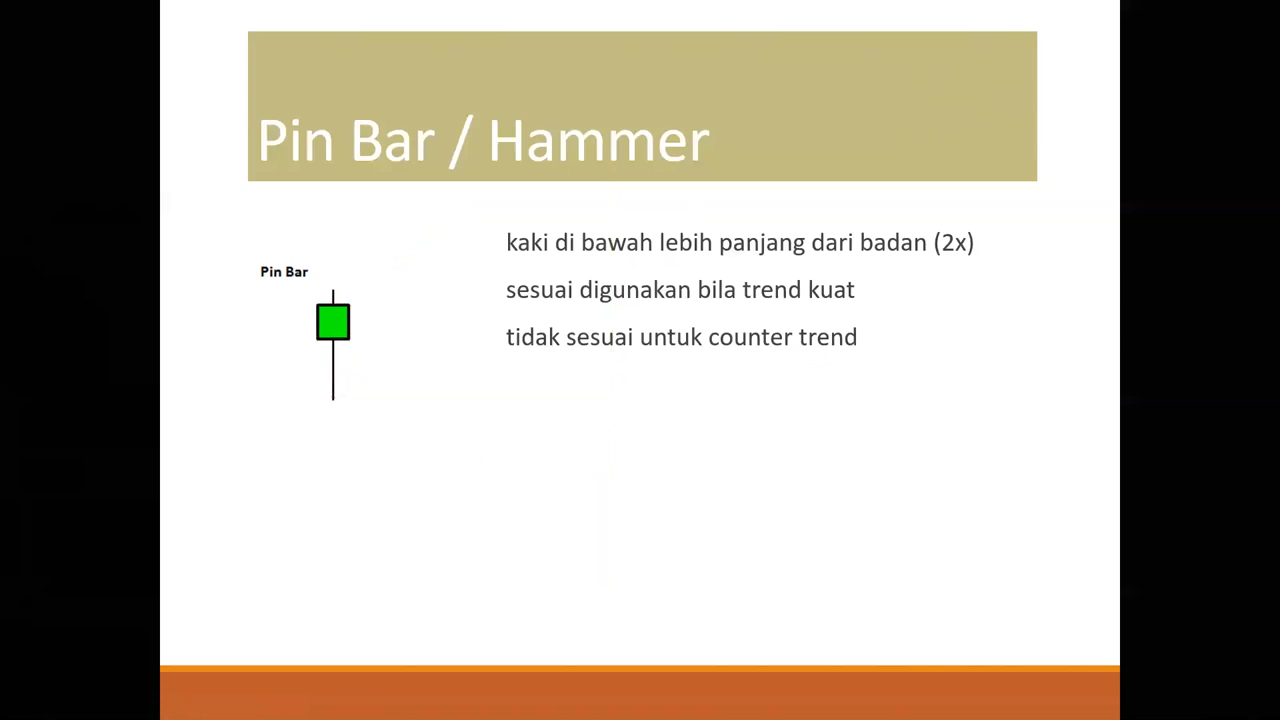 Pin Bar / Hammer
kaki di bawah lebih panjang dari badan (2x)
Pin Bar
sesuai digunakan bila trend kuat
tidak sesuai untuk counter trend